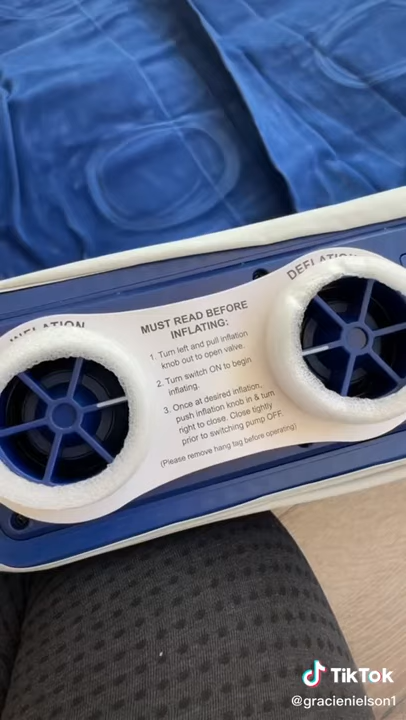 INFLATION
DEFLATION
MUST READ BEFORE
INFLATING:
1. Turn left and pull inflation
knob out to open valve.
2. Turn switch ON to begin
inflating.
3. Once at desired inflation,
push inflation knob in & turn
right to close. Close tightly
prior to switching pump OFF.
(Please remove hang tag before operating)
TikTok
@gracienielson1